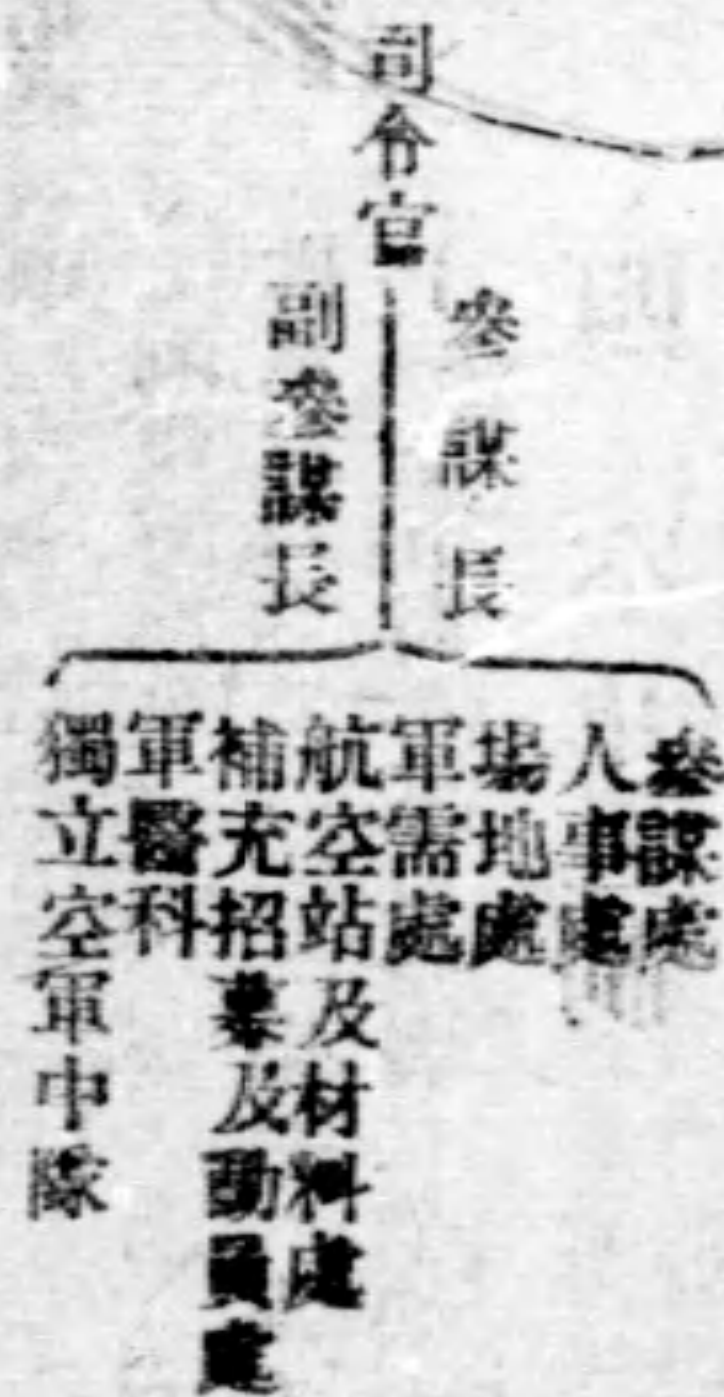 司令官
參謀長
副參謀長
參謀處
人事處
場地處
軍需處
航空站及材料處
補充招募及動員處
軍醫科
獨立空軍中隊